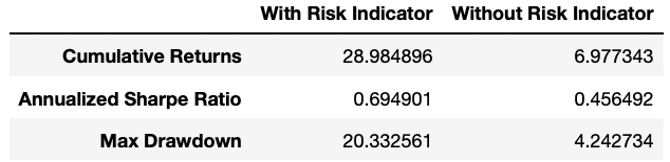 With Risk Indicator Without Risk Indicator
Cumulative Returns 28.984896 6.977343
Annualized Sharpe Ratio 0.694901 0.456492
Max Drawdown 20.332561 4.242734